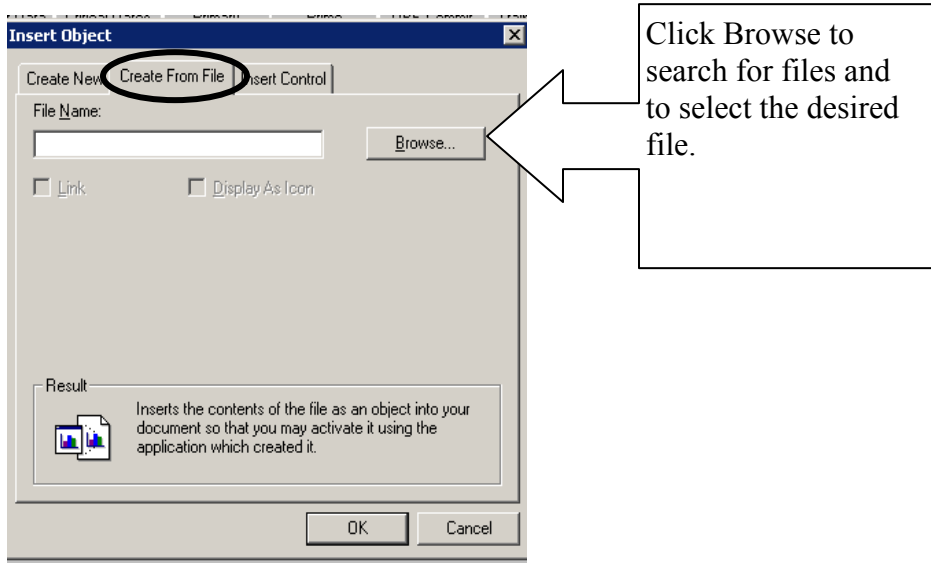 Insert Object
Create New
Create From File
Insert Control
File Name:
Browse...
Link
Display As Icon
Result
Inserts the contents of the file as an object into your
document so that you may activate it using the
application which created it.
OK
Cancel
Click Browse to
search for files and
to select the desired
file.